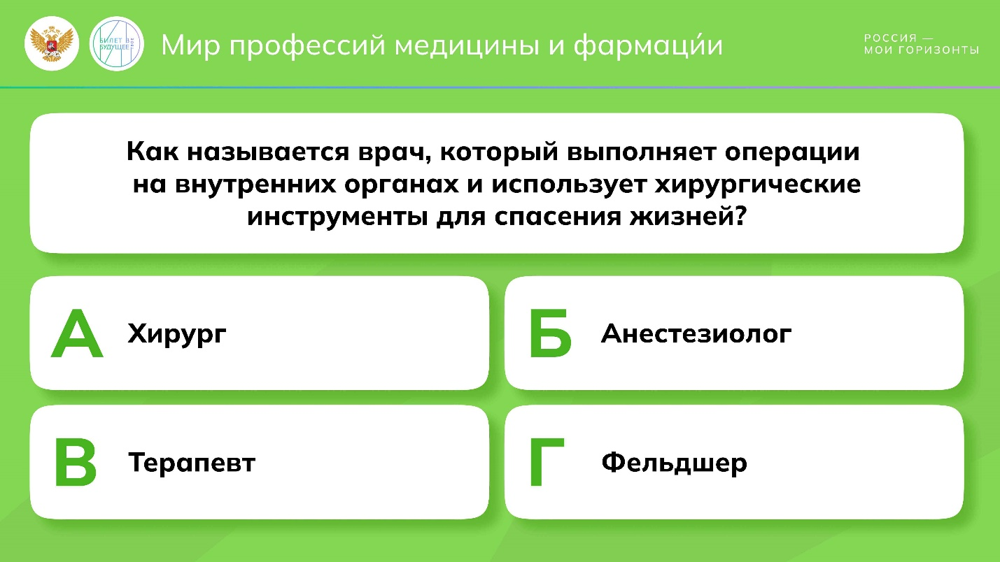 БИЛЕТ В
БУДУЩЕЕ
ТВОЁ
Мир профессий медицины и фармаци́и
РОССИЯ —
МОИ ГОРИЗОНТЫ
Как называется врач, который выполняет операции
на внутренних органах и использует хирургические
инструменты для спасения жизней?
А Хирург
Б Анестезиолог
В Терапевт
Г Фельдшер